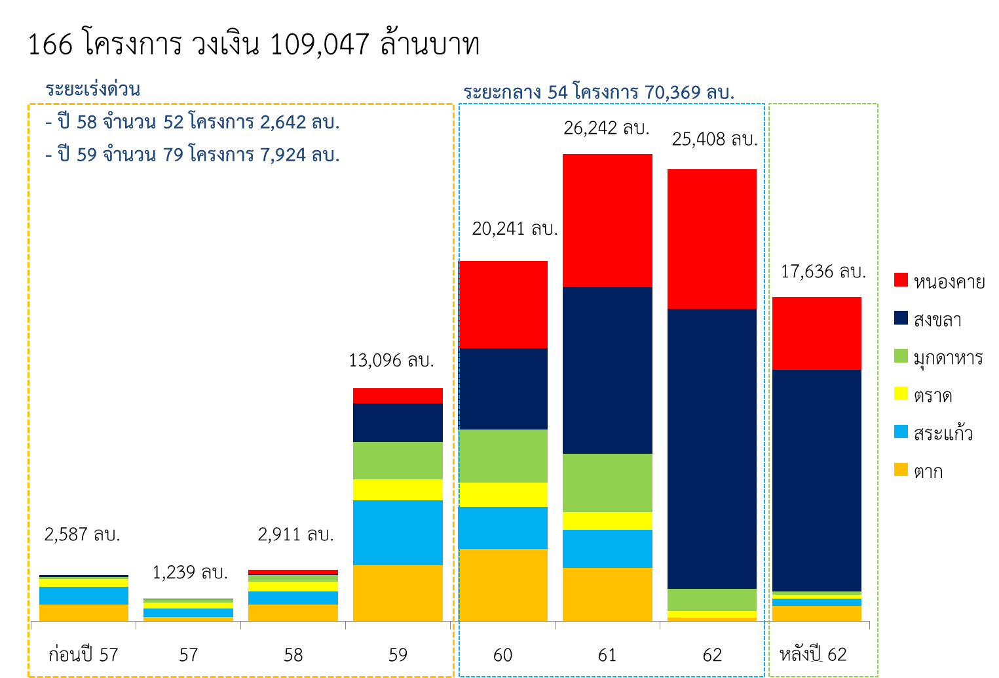 166 โครงการ วงเงิน 109,047 ล้านบาท
ระยะเร่งด่วน
- ปี 58 จำนวน 52 โครงการ 2,642 ลบ.
- ปี 59 จำนวน 79 โครงการ 7,924 ลบ.
ระยะกลาง 54 โครงการ 70,369 ลบ.
2,587 ลบ.
1,239 ลบ.
2,911 ลบ.
13,096 ลบ.
20,241 ลบ.
26,242 ลบ.
25,408 ลบ.
17,636 ลบ.
หนองคาย
สงขลา
มุกดาหาร
ตราด
สระแก้ว
ตาก
ก่อนปี 57
57
58
59
60
61
62
หลังปี 62